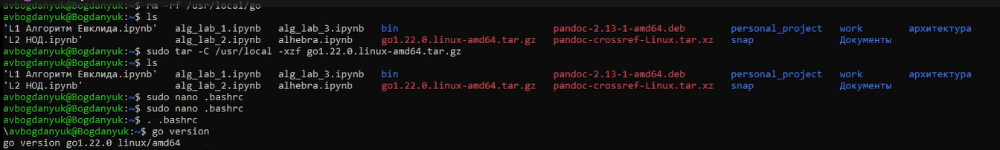 avbogdanyuk@Bogdanyuk:~$ rm -rf /usr/local/go
avbogdanyuk@Bogdanyuk:~$ ls
'L1 Алгоритм Евклида.ipynb' alg_lab_1.ipynb alg_lab_3.ipynb bin pandoc-2.13-1-amd64.deb personal_project work архитектура
'L2 НОД.ipynb' alg_lab_2.ipynb alhebra.ipynb go1.22.0.linux-amd64.tar.gz pandoc-crossref-Linux.tar.xz snap Документы
avbogdanyuk@Bogdanyuk:~$ sudo tar -C /usr/local -xzf go1.22.0.linux-amd64.tar.gz
avbogdanyuk@Bogdanyuk:~$ ls
'L1 Алгоритм Евклида.ipynb' alg_lab_1.ipynb alg_lab_3.ipynb bin pandoc-2.13-1-amd64.deb personal_project work архитектура
'L2 НОД.ipynb' alg_lab_2.ipynb alhebra.ipynb go1.22.0.linux-amd64.tar.gz pandoc-crossref-Linux.tar.xz snap Документы
avbogdanyuk@Bogdanyuk:~$ sudo nano .bashrc
avbogdanyuk@Bogdanyuk:~$ sudo nano .bashrc
avbogdanyuk@Bogdanyuk:~$ . .bashrc
\avbogdanyuk@Bogdanyuk:~$ go version
go version go1.22.0 linux/amd64